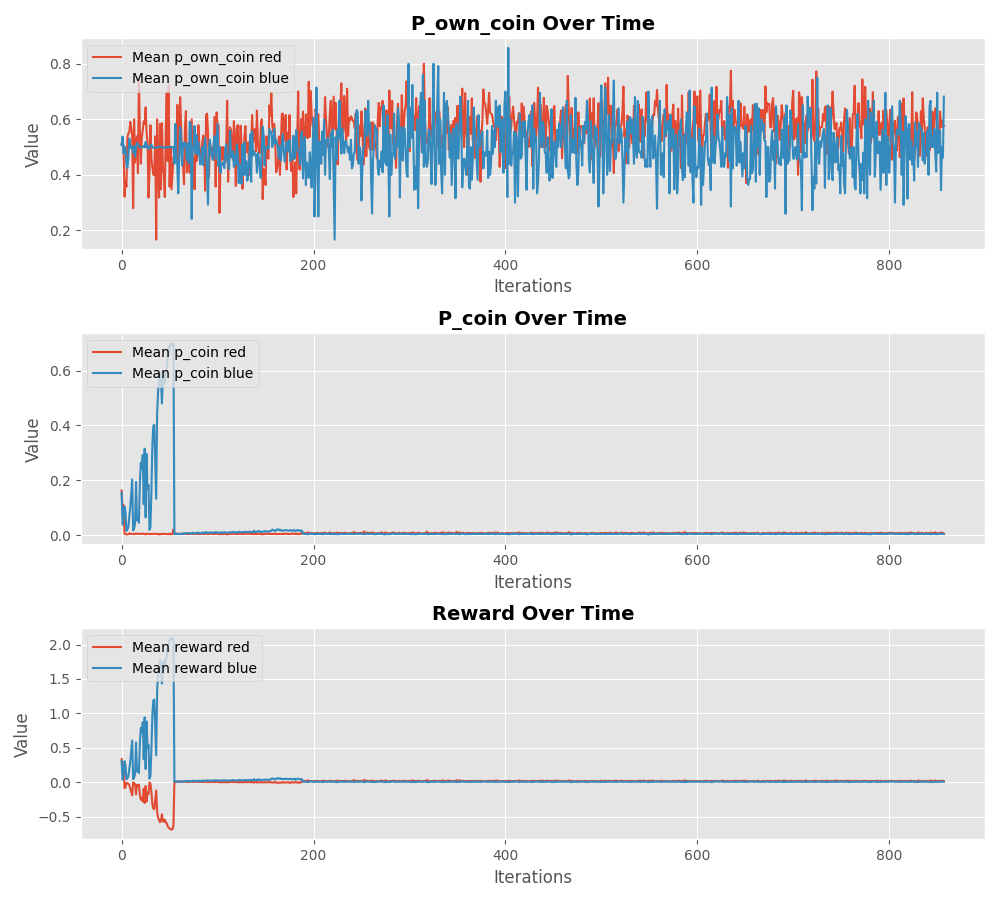 P_own_coin Over Time
Mean p_own_coin red
Mean p_own_coin blue
Value
0.8
0.6
0.4
0.2
0 200 400 600 800
Iterations
P_coin Over Time
Mean p_coin red
Mean p_coin blue
Value
0.6
0.4
0.2
0.0
0 200 400 600 800
Iterations
Reward Over Time
Mean reward red
Mean reward blue
Value
2.0
1.5
1.0
0.5
0.0
−0.5
0 200 400 600 800
Iterations